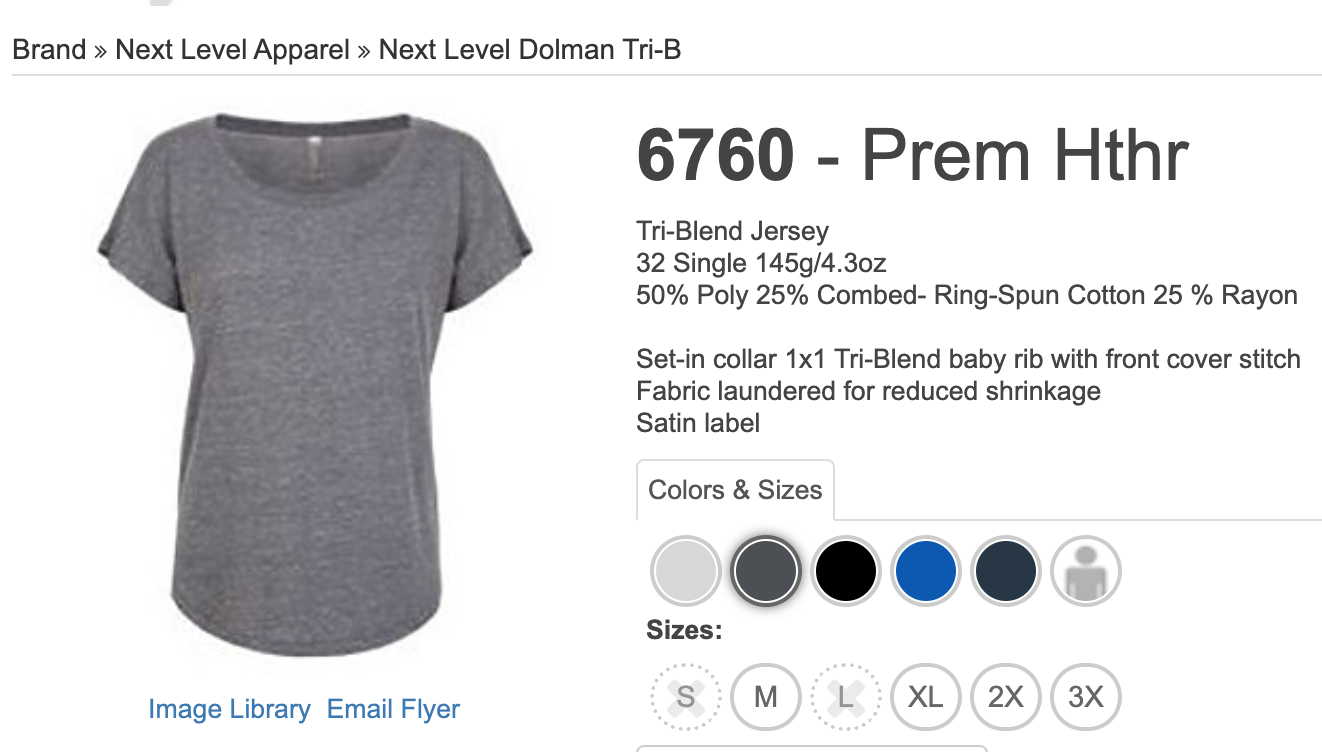 Brand » Next Level Apparel » Next Level Dolman Tri-B
6760 - Prem Hthr
Tri-Blend Jersey
32 Single 145g/4.3oz
50% Poly 25% Combed- Ring-Spun Cotton 25 % Rayon
Set-in collar 1x1 Tri-Blend baby rib with front cover stitch
Fabric laundered for reduced shrinkage
Satin label
Colors & Sizes
Sizes:
S M L XL 2X 3X
Image Library Email Flyer